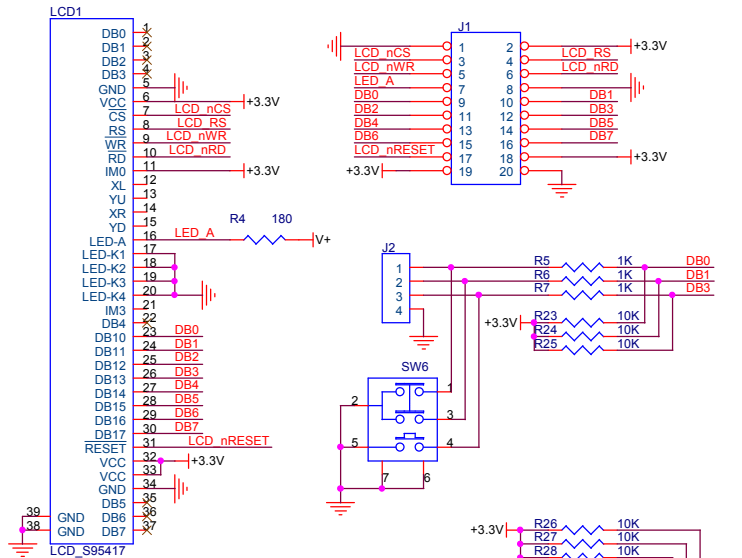 LCD1
DB0 1
DB1 2
DB2 3
DB3 4
GND 5
VCC 6 +3.3V
CS 7 LCD_nCS
RS 8 LCD_RS
WR 9 LCD_nWR
RD 10 LCD_nRD
IM0 11 +3.3V
XL 12
YU 13
XR 14
YD 15
LED-A 16 LED_A R4 180 V+
LED-K1 17
LED-K2 18
LED-K3 19
LED-K4 20
IM3 21
DB4 22
DB10 23 DB0
DB11 24 DB1
DB12 25 DB2
DB13 26 DB3
DB14 27 DB4
DB15 28 DB5
DB16 29 DB6
DB17 30 DB7
RESET 31 LCD_nRESET
VCC 32 +3.3V
VCC 33
GND 34
DB5 35
39 GND DB6 36
38 GND DB7 37
LCD_S95417
J1
1 2 +3.3V
LCD_nCS 3 4 LCD_RS
LCD_nWR 5 6 LCD_nRD
LED_A 7 8
DB0 9 10 DB1
DB2 11 12 DB3
DB4 13 14 DB5
DB6 15 16 DB7
LCD_nRESET 17 18 +3.3V
+3.3V 19 20
J2
1 R5 1K DB0
2 R6 1K DB1
3 R7 1K DB3
4
+3.3V R23 10K
R24 10K
R25 10K
SW6
1
2
3
5 4
7 6
+3.3V R26 10K
R27 10K
R28 10K